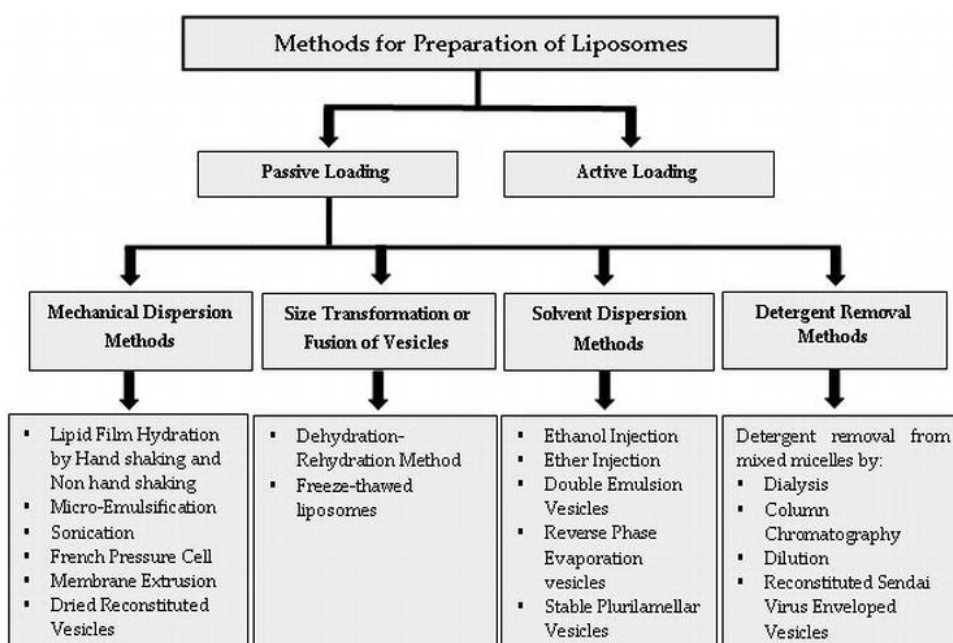 Methods for Preparation of Liposomes
Passive Loading
Active Loading
Mechanical Dispersion
Methods
Size Transformation or
Fusion of Vesicles
Solvent Dispersion
Methods
Detergent Removal
Methods
▪ Lipid Film Hydration
by Hand shaking and
Non hand shaking
▪ Micro-Emulsification
▪ Sonication
▪ French Pressure Cell
▪ Membrane Extrusion
▪ Dried Reconstituted
Vesicles
▪ Dehydration-
Rehydration Method
▪ Freeze-thawed
liposomes
▪ Ethanol Injection
▪ Ether Injection
▪ Double Emulsion
Vesicles
▪ Reverse Phase
Evaporation
vesicles
▪ Stable Plurilamellar
Vesicles
Detergent removal from
mixed micelles by:
▪ Dialysis
▪ Column
Chromatography
▪ Dilution
▪ Reconstituted Sendai
Virus Enveloped
Vesicles